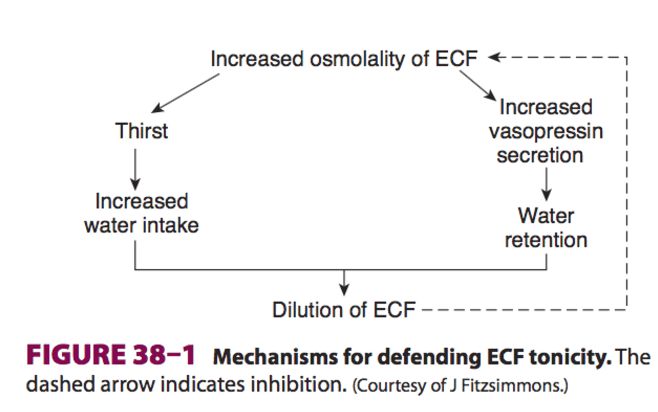 Increased osmolality of ECF
Thirst
Increased
water intake
Increased
vasopressin
secretion
Water
retention
Dilution of ECF
FIGURE 38–1 Mechanisms for defending ECF tonicity. The
dashed arrow indicates inhibition. (Courtesy of J Fitzsimmons.)